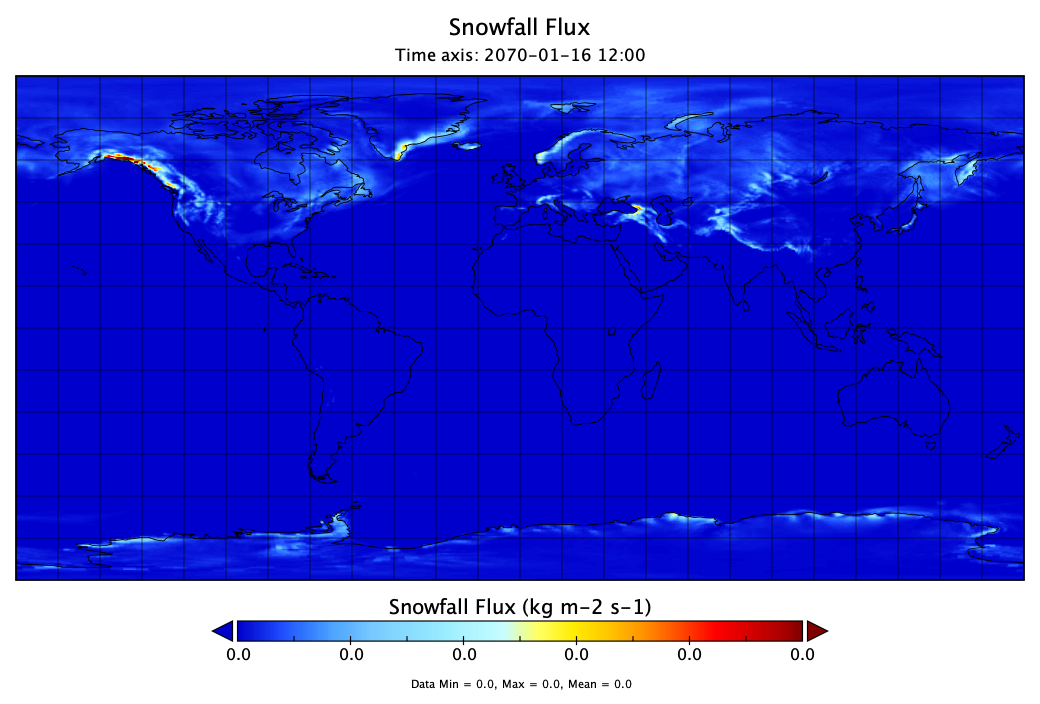 Snowfall Flux
Time axis: 2070-01-16 12:00
Snowfall Flux (kg m-2 s-1)
0.0 0.0 0.0 0.0 0.0 0.0
Data Min = 0.0, Max = 0.0, Mean = 0.0